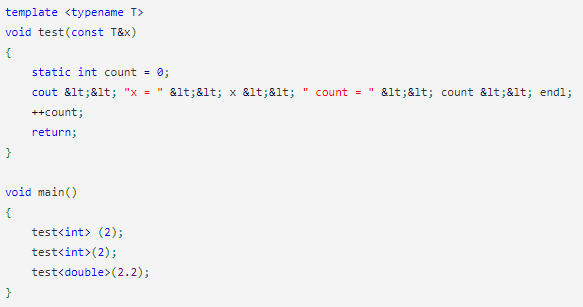 template <typename T>
void test(const T&x)
{
    static int count = 0;
    cout &lt;&lt; "x = " &lt;&lt; x &lt;&lt; " count = " &lt;&lt; count &lt;&lt; endl;
    ++count;
    return;
}

void main()
{
    test<int> (2);
    test<int>(2);
    test<double>(2.2);
}